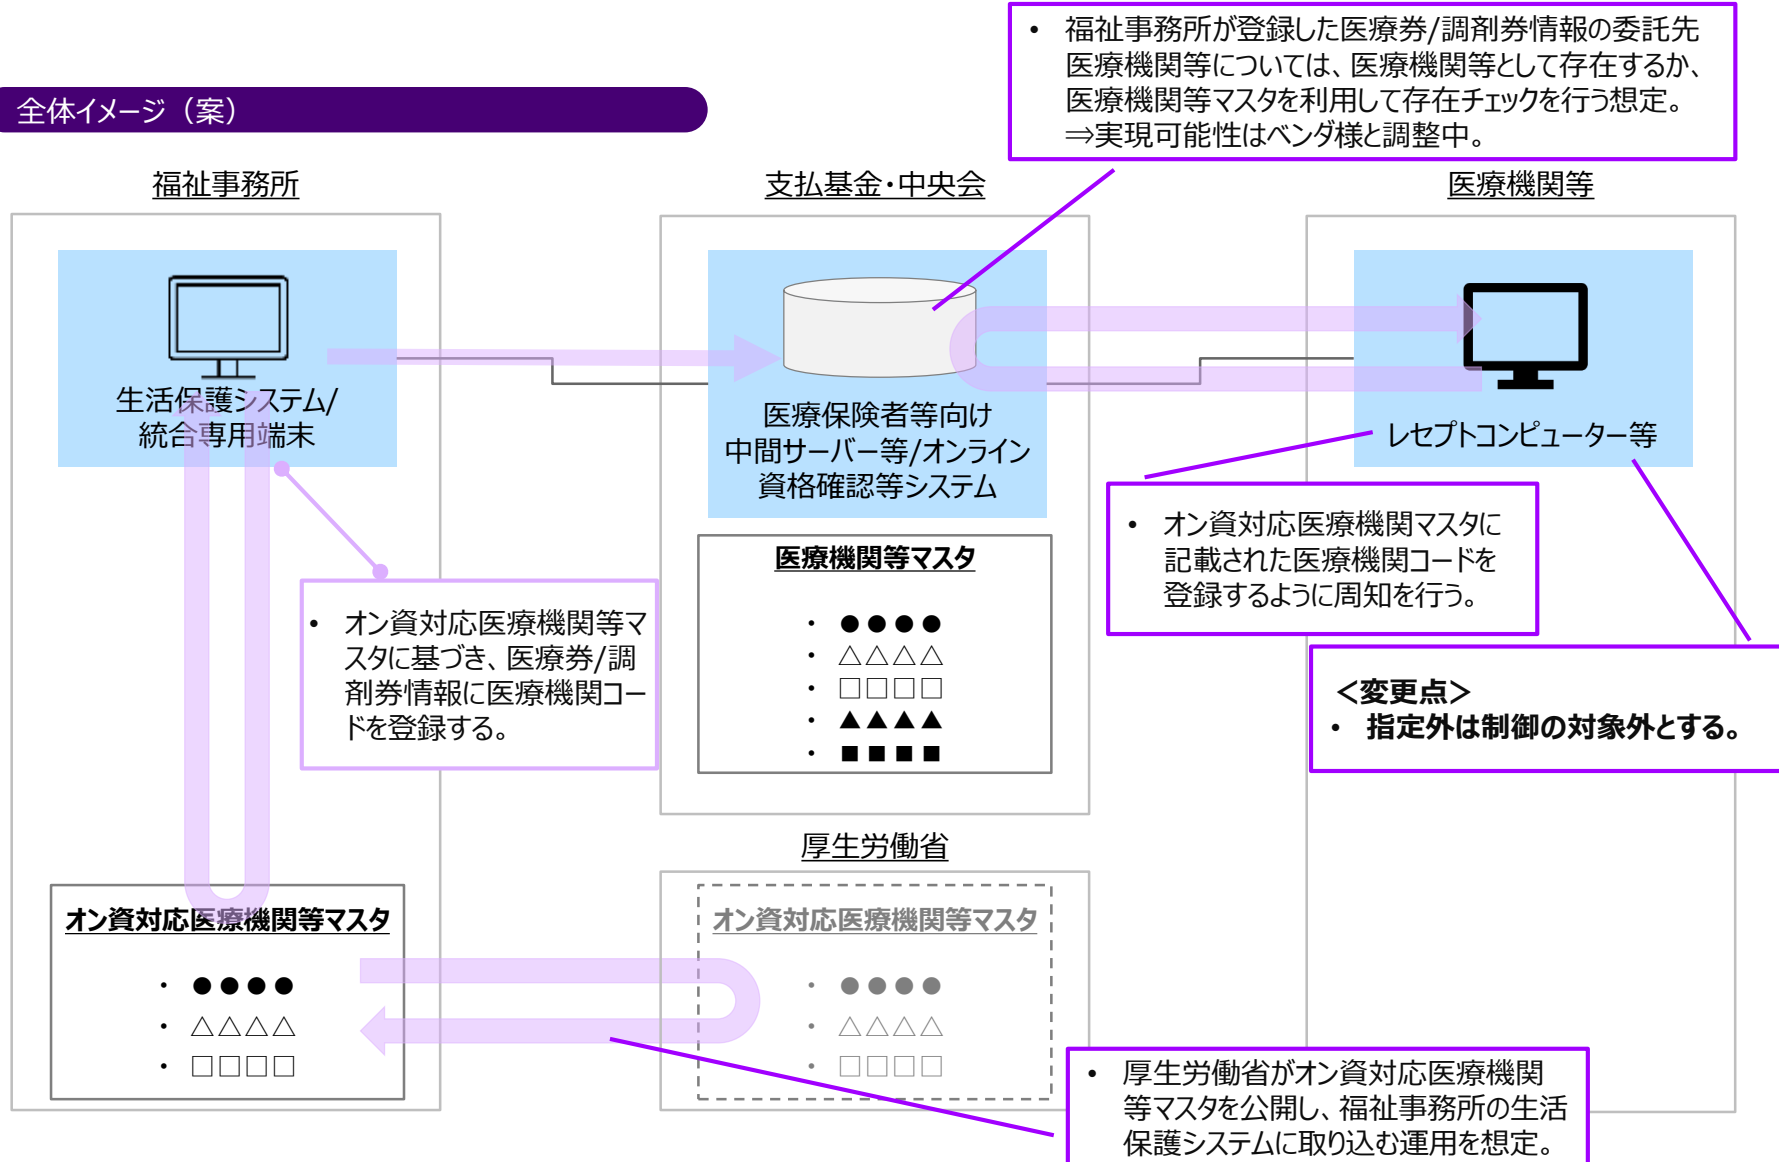 • 福祉事務所が登録した医療券/調剤券情報の委託先
医療機関等については、医療機関等として存在するか、
医療機関等マスタを利用して存在チェックを行う想定。
⇒実現可能性はベンダ様と調整中。
全体イメージ（案）
福祉事務所
支払基金・中央会
医療機関等
生活保護システム/
統合専用端末
医療保険者等向け
中間サーバー等/オンライン
資格確認等システム
レセプトコンピューター等
• オン資対応医療機関マスタに
記載された医療機関コードを
登録するように周知を行う。
医療機関等マスタ
・ ●●●●
・ △△△△
・ □□□□
・ ▲▲▲▲
・ ■■■■
• オン資対応医療機関等マ
スタに基づき、医療券/調
剤券情報に医療機関コー
ドを登録する。
＜変更点＞
• 指定外は制御の対象外とする。
厚生労働省
オン資対応医療機関等マスタ
・ ●●●●
・ △△△△
・ □□□□
オン資対応医療機関等マスタ
・ ●●●●
・ △△△△
・ □□□□
• 厚生労働省がオン資対応医療機関
等マスタを公開し、福祉事務所の生活
保護システムに取り込む運用を想定。